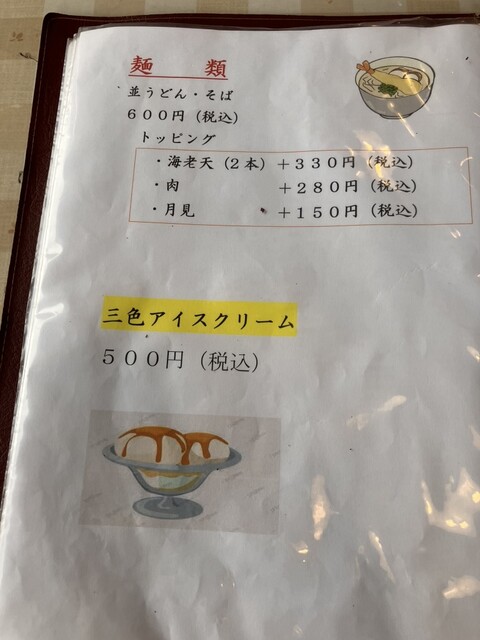 麺　　類
並うどん・そば
６００円（税込）
トッピング
・海老天（２本）＋３３０円（税込）
・肉　　　　　　＋２８０円（税込）
・月見　　　　　＋１５０円（税込）
三色アイスクリーム
５００円（税込）